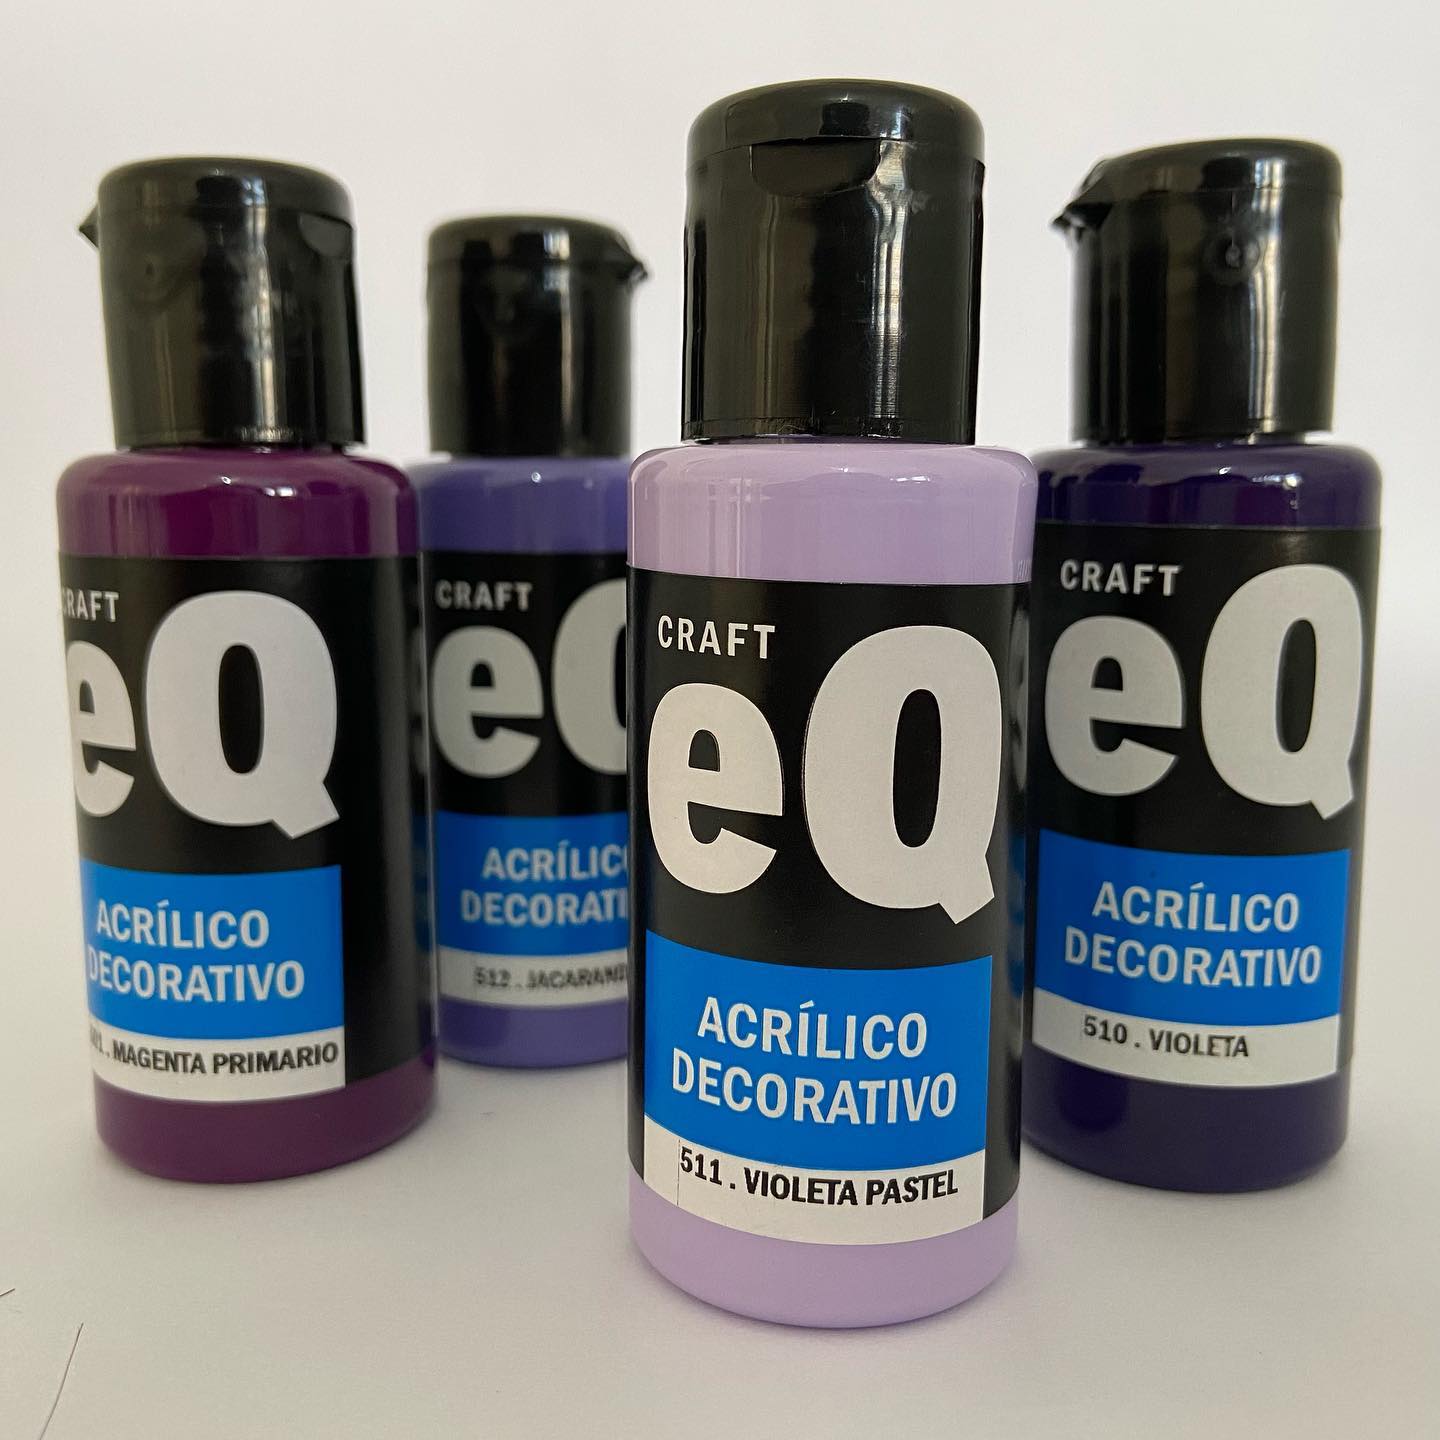 CRAFT
eQ
ACRÍLICO
DECORATIVO
MAGENTA PRIMARIO
CRAFT
eQ
ACRÍLICO
DECORATI
512 . JACARAN
CRAFT
eQ
ACRÍLICO
DECORATIVO
511 . VIOLETA PASTEL
CRAFT
eQ
ACRÍLICO
DECORATIVO
510 . VIOLETA